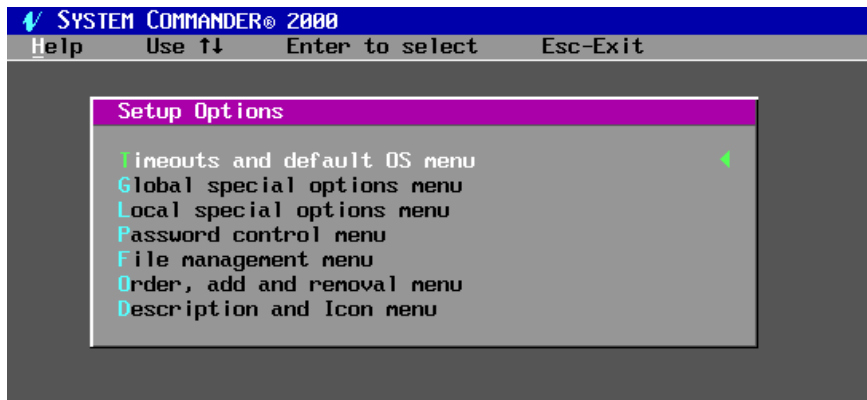 SYSTEM COMMANDER® 2000
Help Use ↑↓ Enter to select Esc-Exit
Setup Options
Timeouts and default OS menu
Global special options menu
Local special options menu
Password control menu
File management menu
Order, add and removal menu
Description and Icon menu